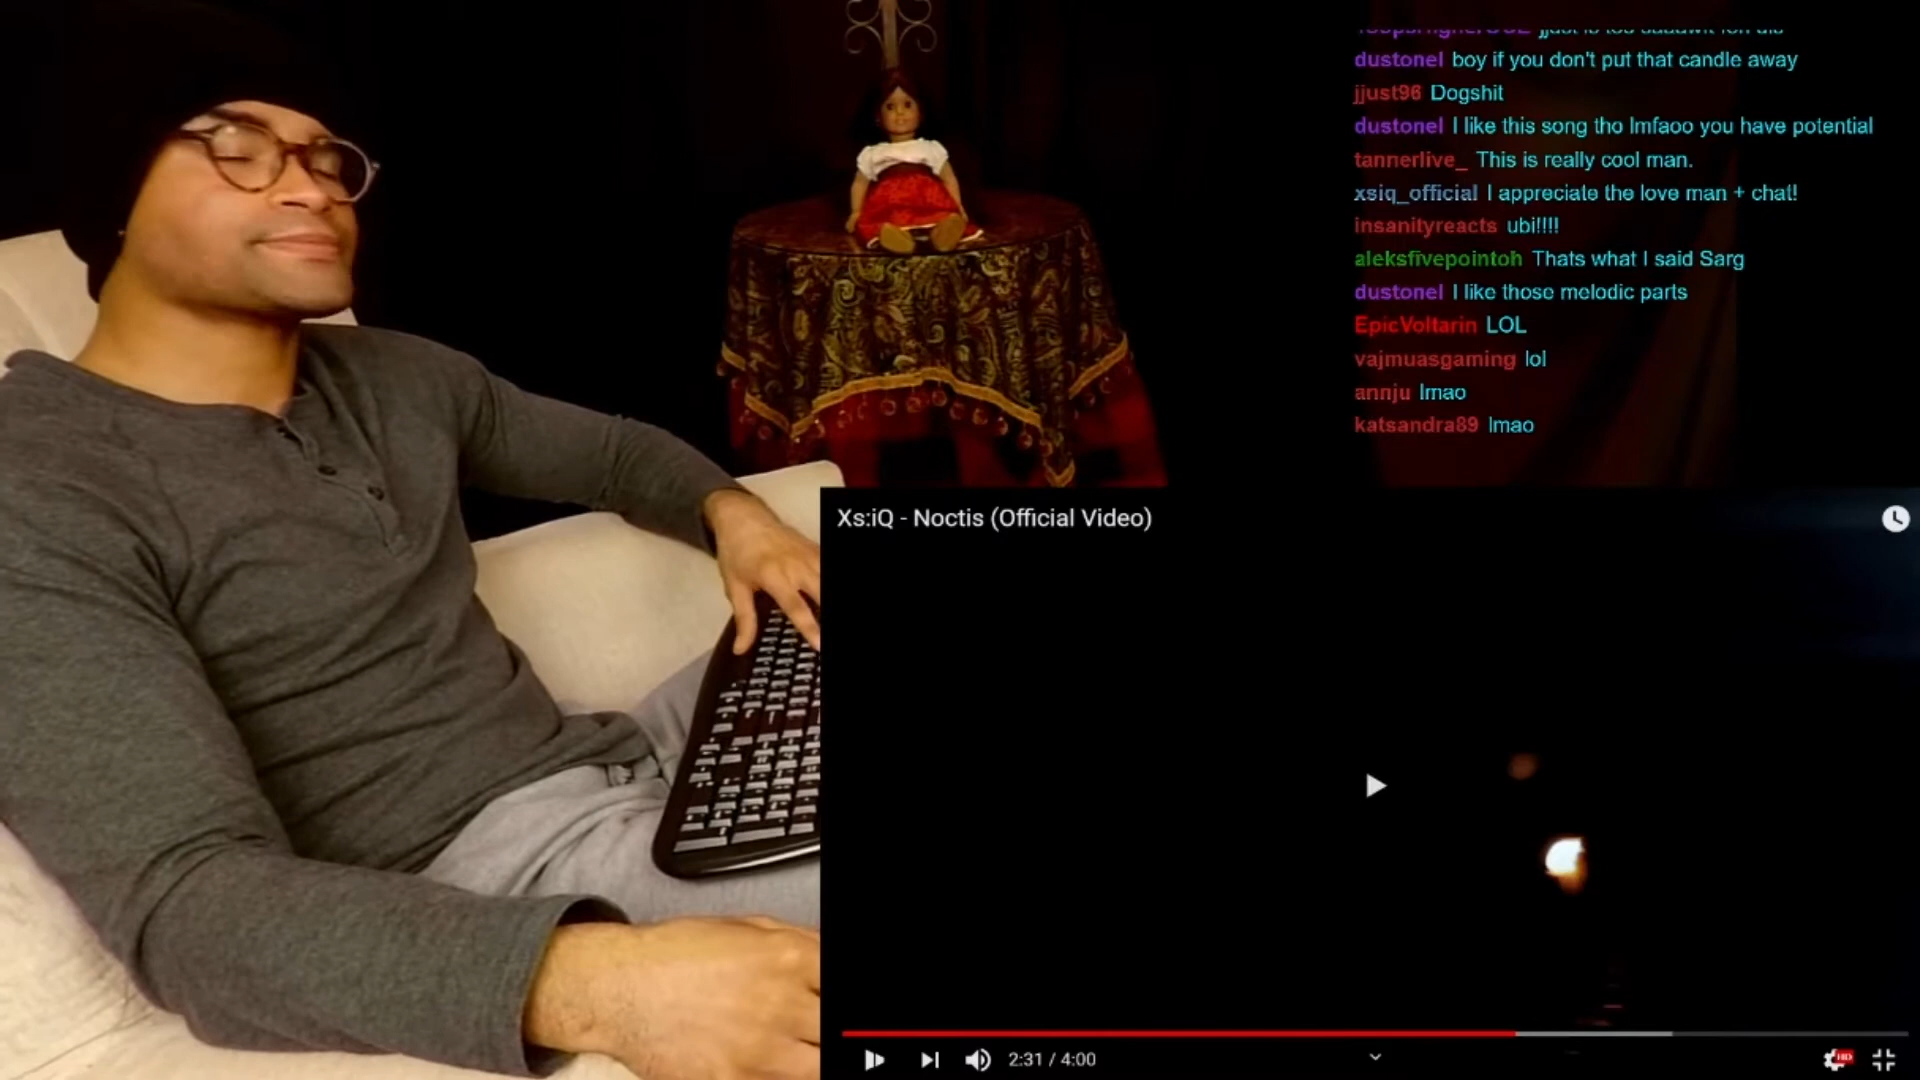 dustonel boy if you don't put that candle away
jjust96 Dogshit
dustonel I like this song tho lmfaoo you have potential
tannerlive_ This is really cool man.
xsiq_official I appreciate the love man + chat!
insanityreacts ubi!!!!
aleksfivepointoh Thats what I said Sarg
dustonel I like those melodic parts
EpicVoltarin LOL
vajmuasgaming lol
annju lmao
katsandra89 lmao
Xs:iQ - Noctis (Official Video)
2:31 / 4:00
HD